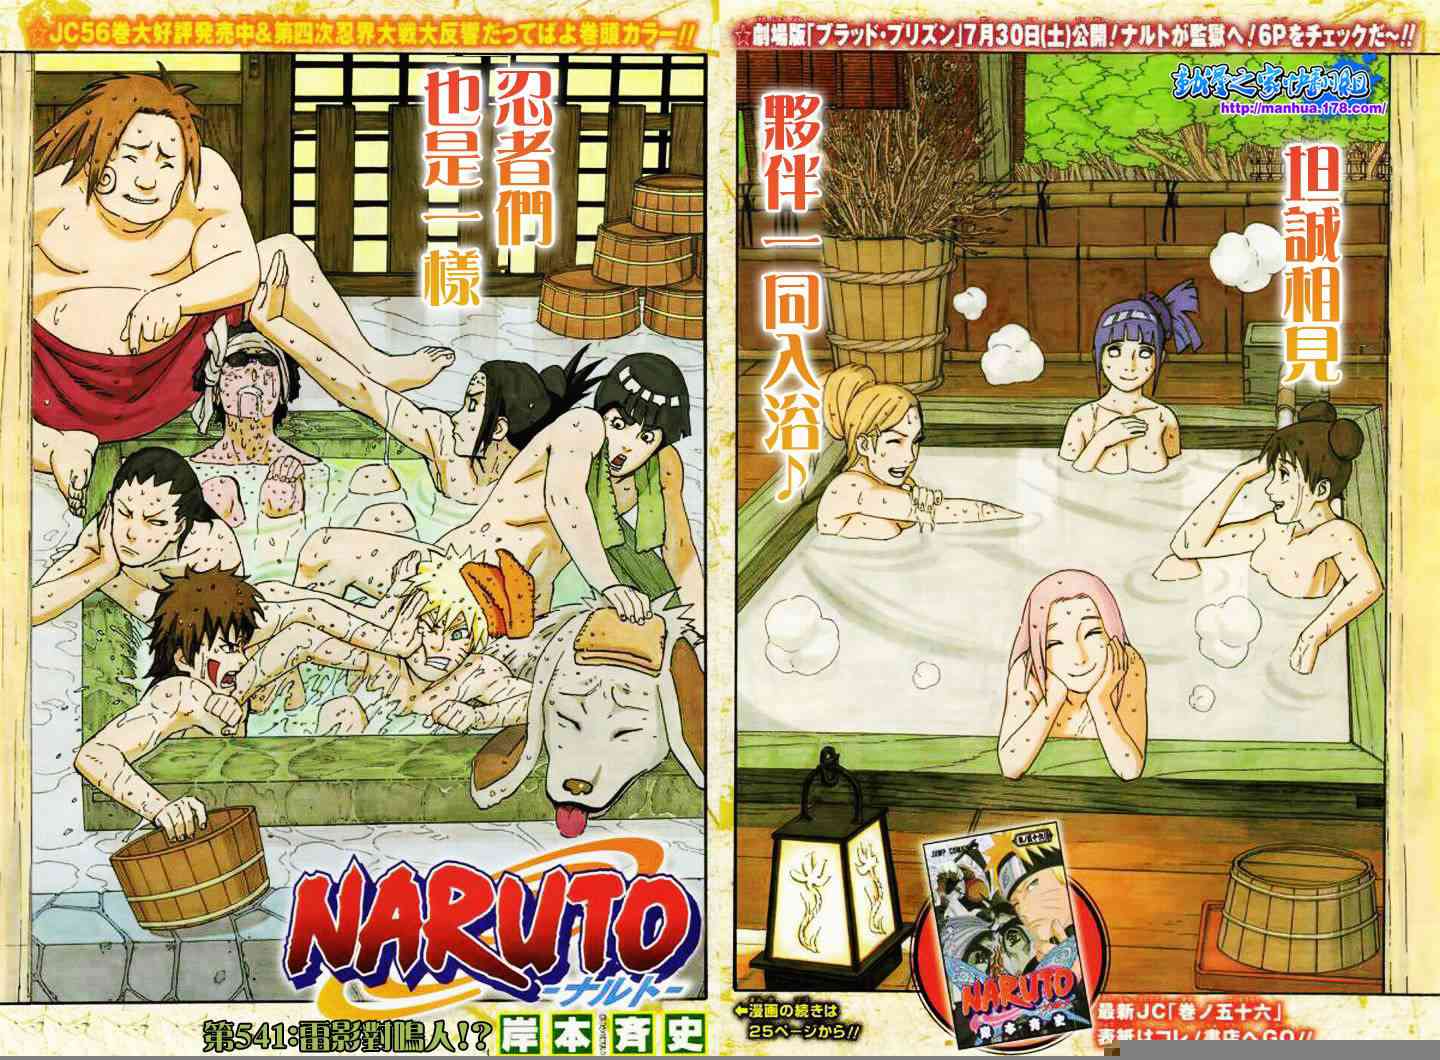 ☆JC56巻大好評発売中&第四次忍界大戦大反響だってばよ巻頭カラー!!
☆劇場版「ブラッド・プリズン」7月30日(土)公開!ナルトが監獄へ!6Pをチェックだ〜!!
http://manhua.178.com/
坦誠相見
夥伴一同入浴♪
忍者們
也是一樣
NARUTO
-ナルト-
第541:雷影對鳴人!?
岸本斉史
←漫画の続きは
25ページから!!
JUMP COMICS
NARUTO
岸本斉史
最新JC「巻ノ五十六」
表紙はコレ!書店へGO!!